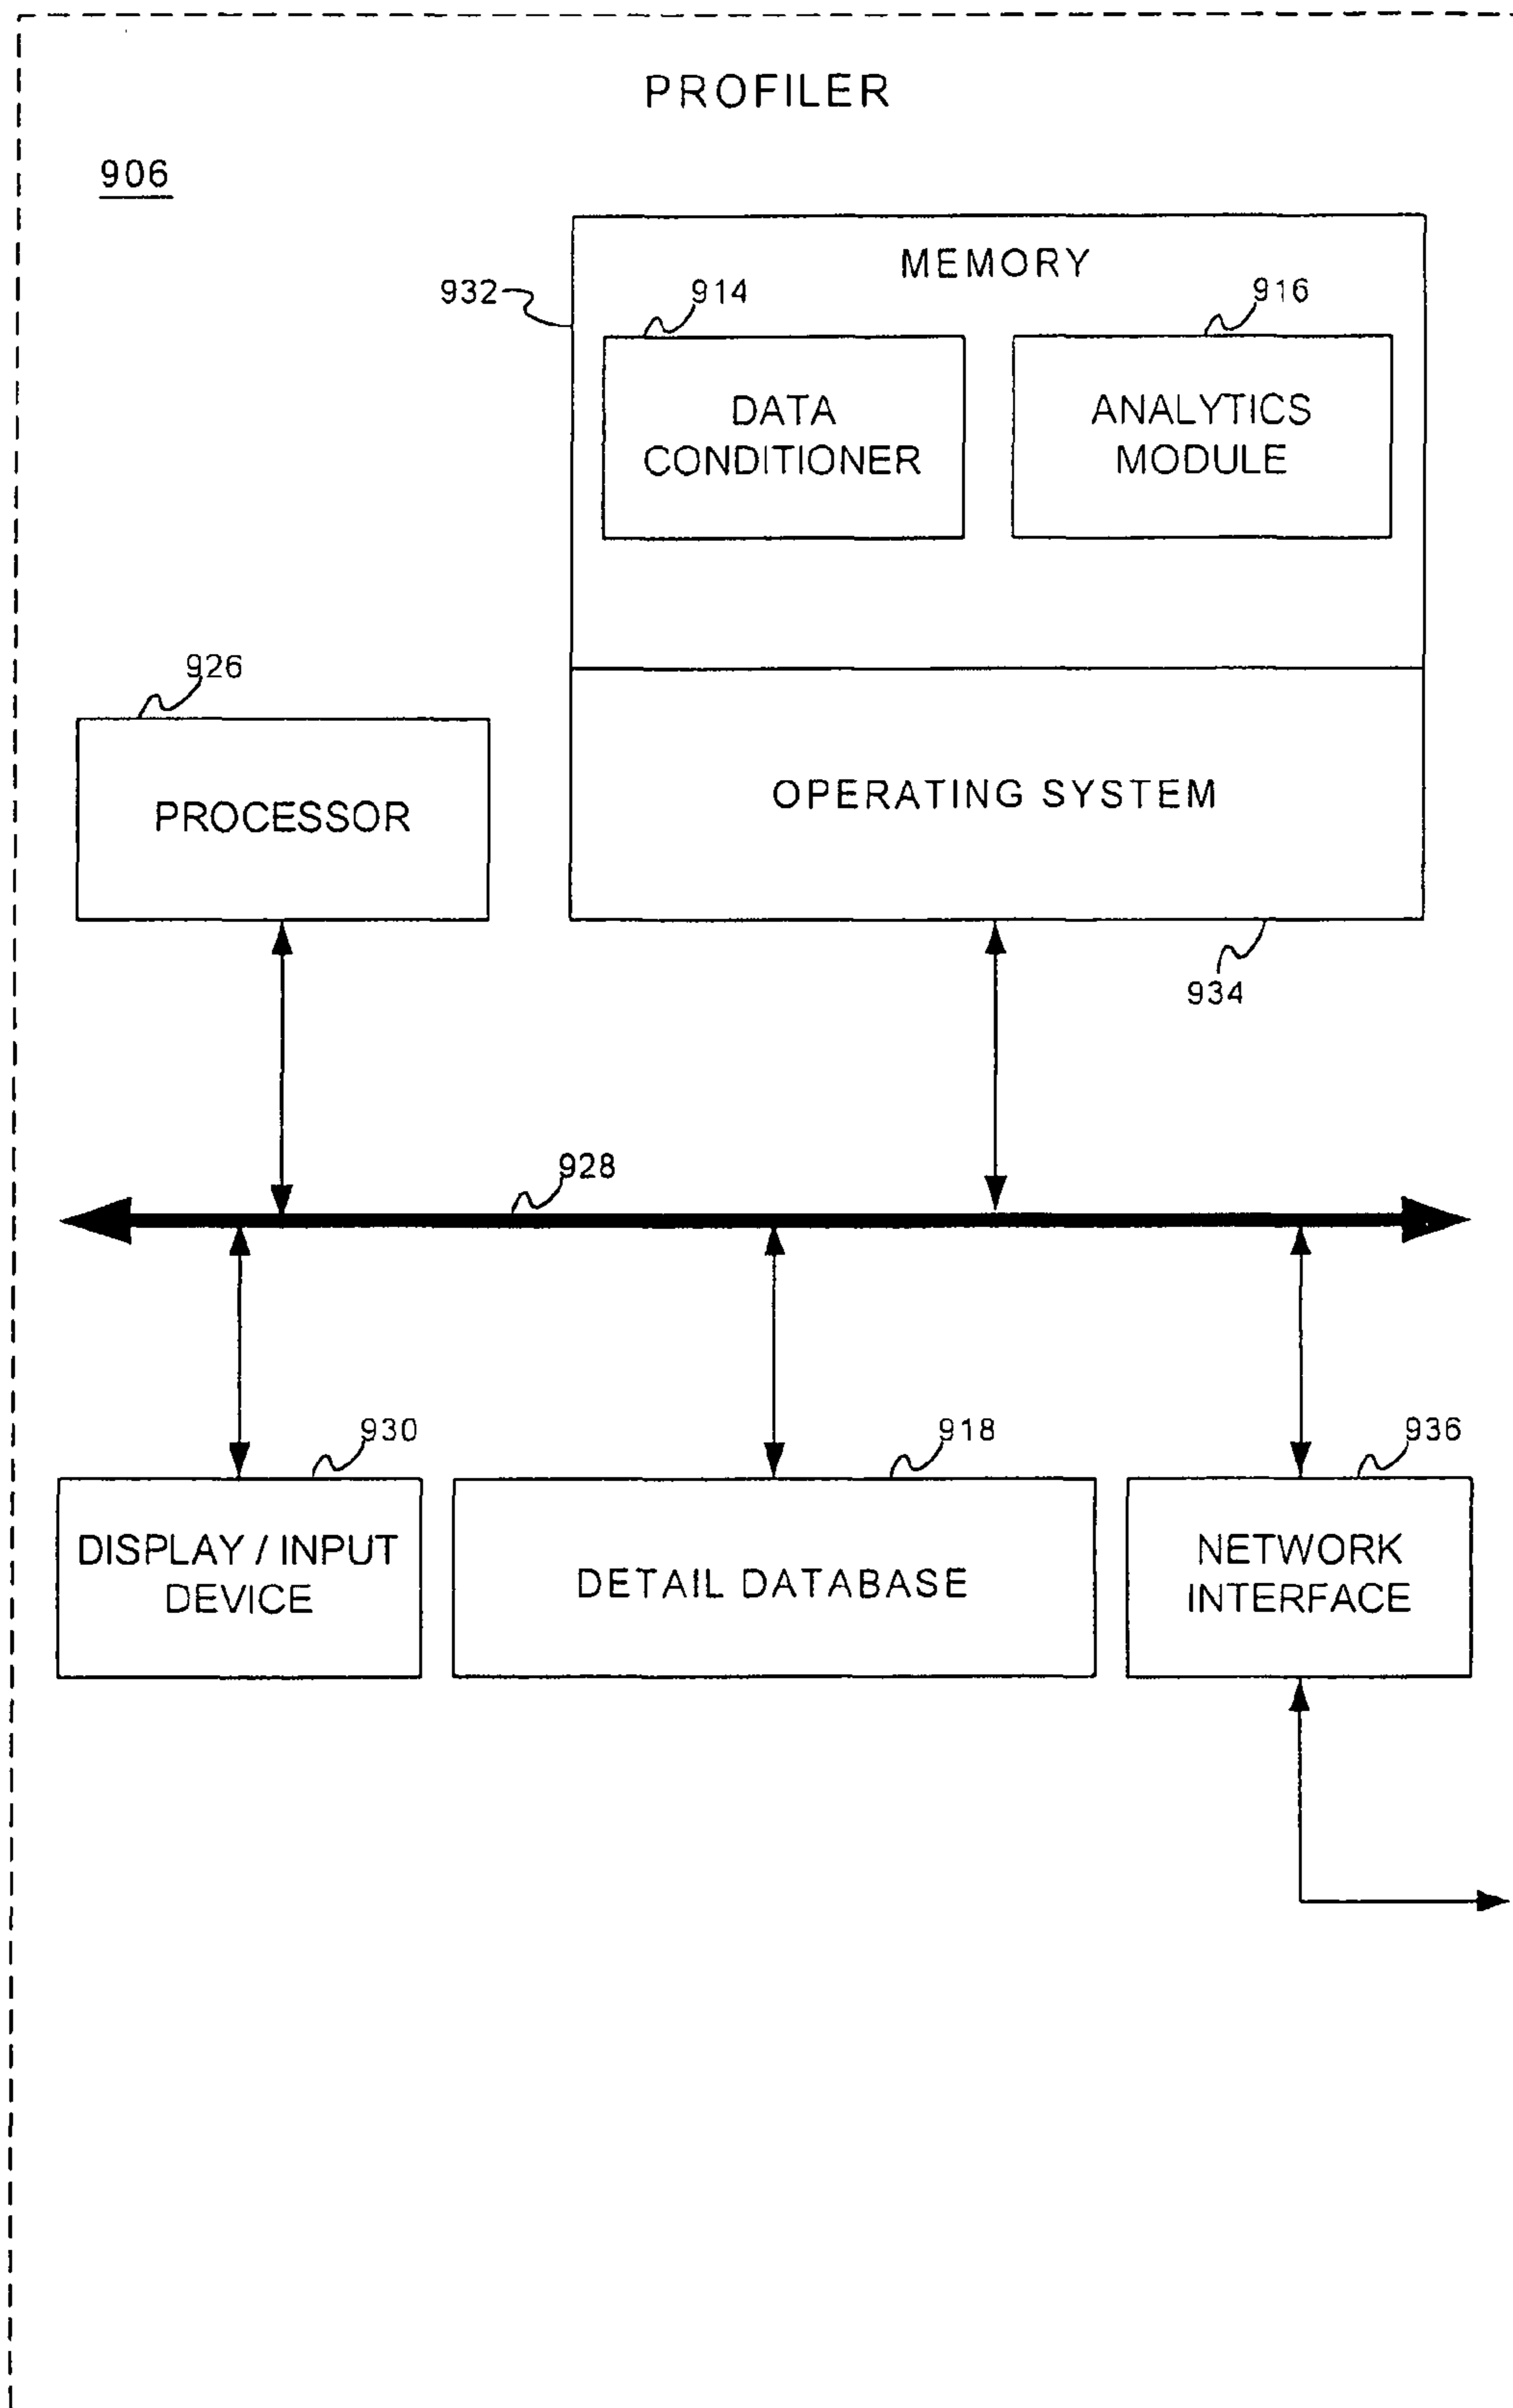 PROFILER
906
MEMORY
932
914
916
DATA
CONDITIONER
ANALYTICS
MODULE
926
PROCESSOR
OPERATING SYSTEM
934
928
930
918
936
DISPLAY / INPUT
DEVICE
DETAIL DATABASE
NETWORK
INTERFACE